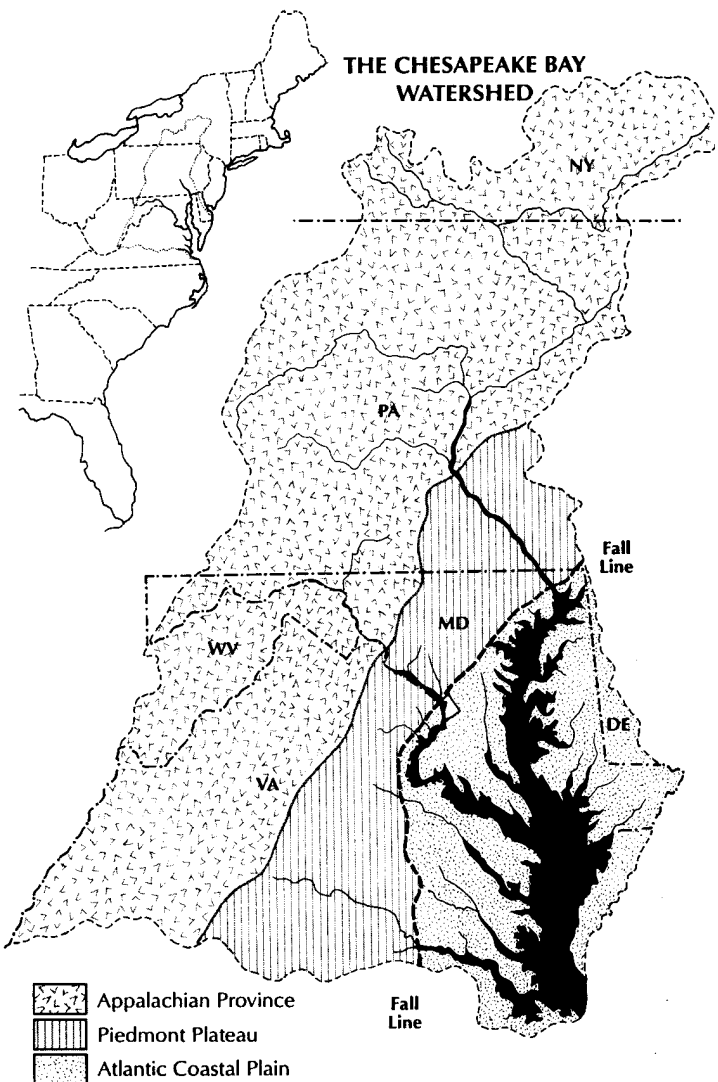 THE CHESAPEAKE BAY
WATERSHED
NY
PA
Fall
Line
MD
WV
DE
VA
Fall
Line
Appalachian Province
Piedmont Plateau
Atlantic Coastal Plain